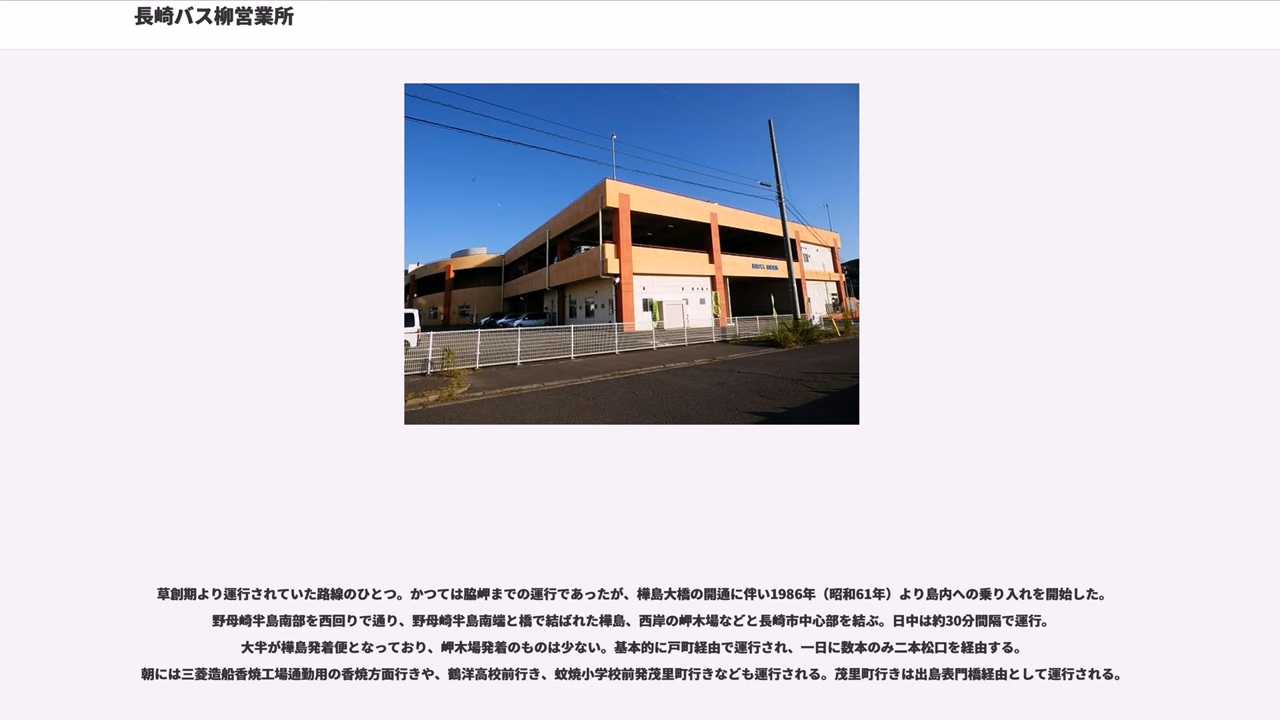 長崎バス柳営業所
草創期より運行されていた路線のひとつ。かつては脇岬までの運行であったが、樺島大橋の開通に伴い1986年（昭和61年）より島内への乗り入れを開始した。
野母崎半島南部を西回りで通り、野母崎半島南端と橋で結ばれた樺島、西岸の岬木場などと長崎市中心部を結ぶ。日中は約30分間隔で運行。
大半が樺島発着便となっており、岬木場発着のものは少ない。基本的に戸町経由で運行され、一日に数本のみ二本松口を経由する。
朝には三菱造船香焼工場通勤用の香焼方面行きや、鶴洋高校前行き、蚊焼小学校前発茂里町行きなども運行される。茂里町行きは出島表門橋経由として運行される。